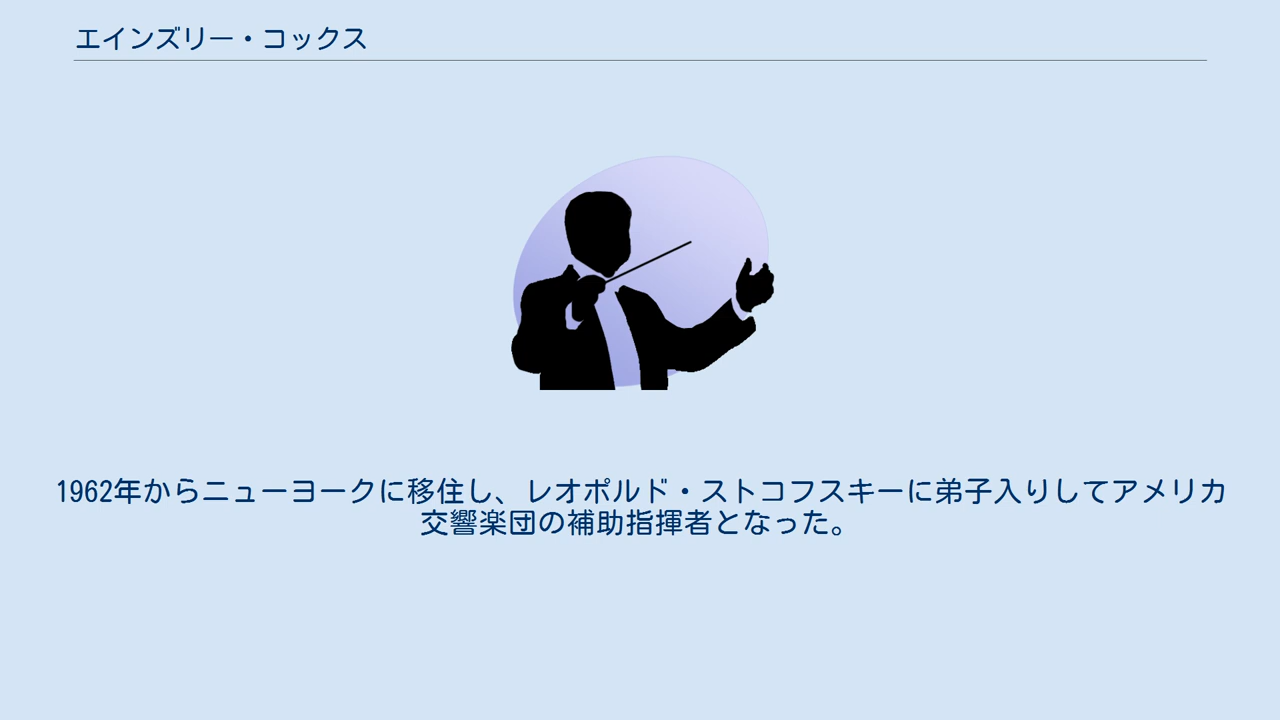 エインズリー・コックス
1962年からニューヨークに移住し、レオポルド・ストコフスキーに弟子入りしてアメリカ
交響楽団の補助指揮者となった。